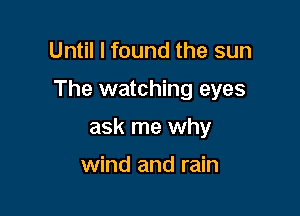 Until I found the sun
The watching eyes
ask me why
wind and rain